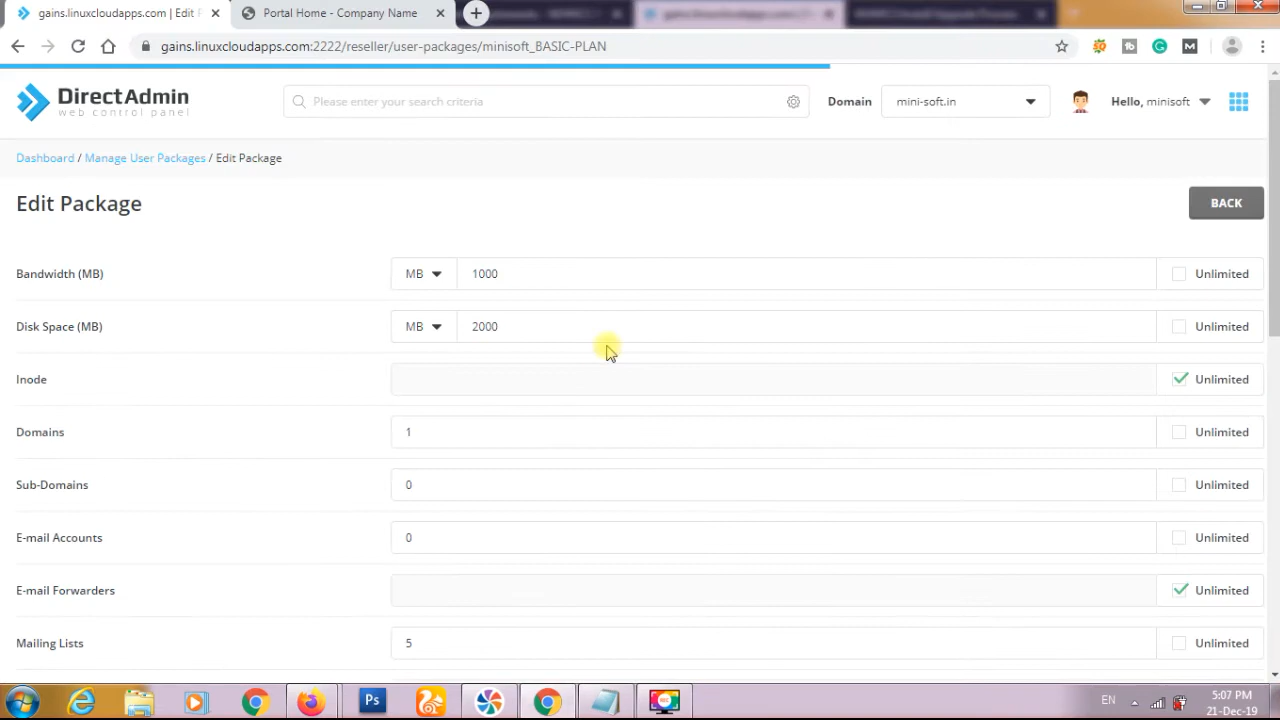 gains.linuxcloudapps.com | Edit P
Portal Home - Company Name
gains.linuxcloudapps.com:2222/reseller/user-packages/minisoft_BASIC-PLAN
DirectAdmin
web control panel
Please enter your search criteria
Domain
mini-soft.in
Hello, minisoft
Dashboard / Manage User Packages / Edit Package
Edit Package
BACK
Bandwidth (MB)
MB
1000
Unlimited
Disk Space (MB)
MB
2000
Unlimited
Inode
Unlimited
Domains
1
Unlimited
Sub-Domains
0
Unlimited
E-mail Accounts
0
Unlimited
E-mail Forwarders
Unlimited
Mailing Lists
5
Unlimited
Ps
REC
EN
5:07 PM
21-Dec-19